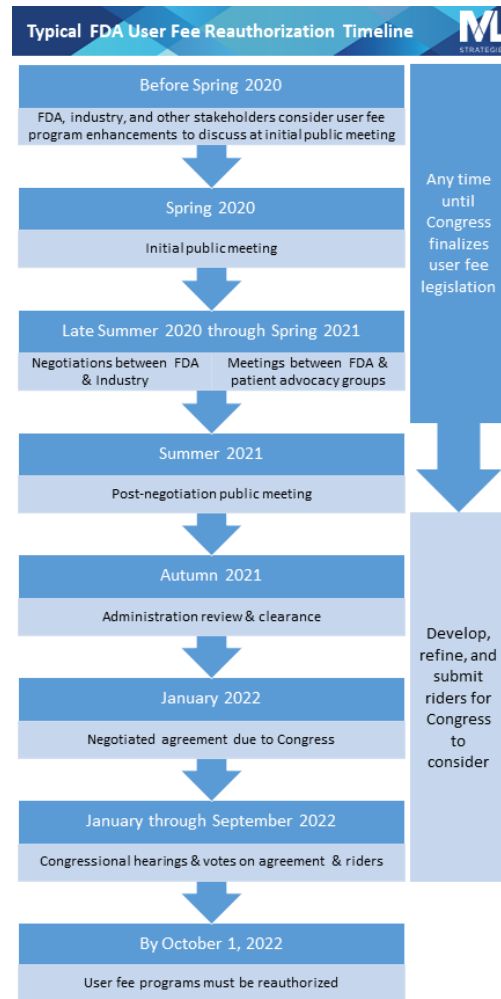 Typical FDA User Fee Reauthorization Timeline
ML
STRATEGIES
Before Spring 2020
FDA, industry, and other stakeholders consider user fee
program enhancements to discuss at initial public meeting
Spring 2020
Initial public meeting
Late Summer 2020 through Spring 2021
Negotiations between FDA
& Industry
Meetings between FDA &
patient advocacy groups
Summer 2021
Post-negotiation public meeting
Autumn 2021
Administration review & clearance
January 2022
Negotiated agreement due to Congress
January through September 2022
Congressional hearings & votes on agreement & riders
By October 1, 2022
User fee programs must be reauthorized
Any time
until
Congress
finalizes
user fee
legislation
Develop,
refine, and
submit
riders for
Congress
to
consider